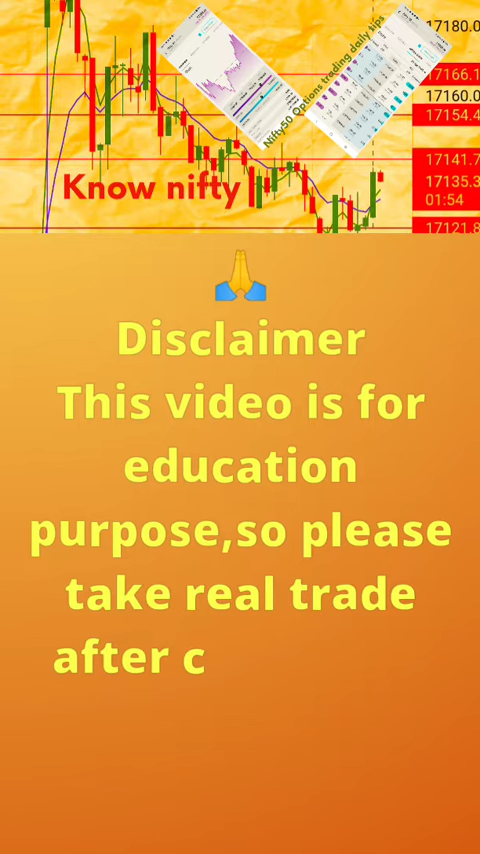 17180.0
Nifty50 Options trading daily tips
17166.1
17160.0
17154.4
17141.7
Know nifty
17135.3
01:54
17121.8
🙏
Disclaimer
This video is for
education
purpose,so please
take real trade
after c